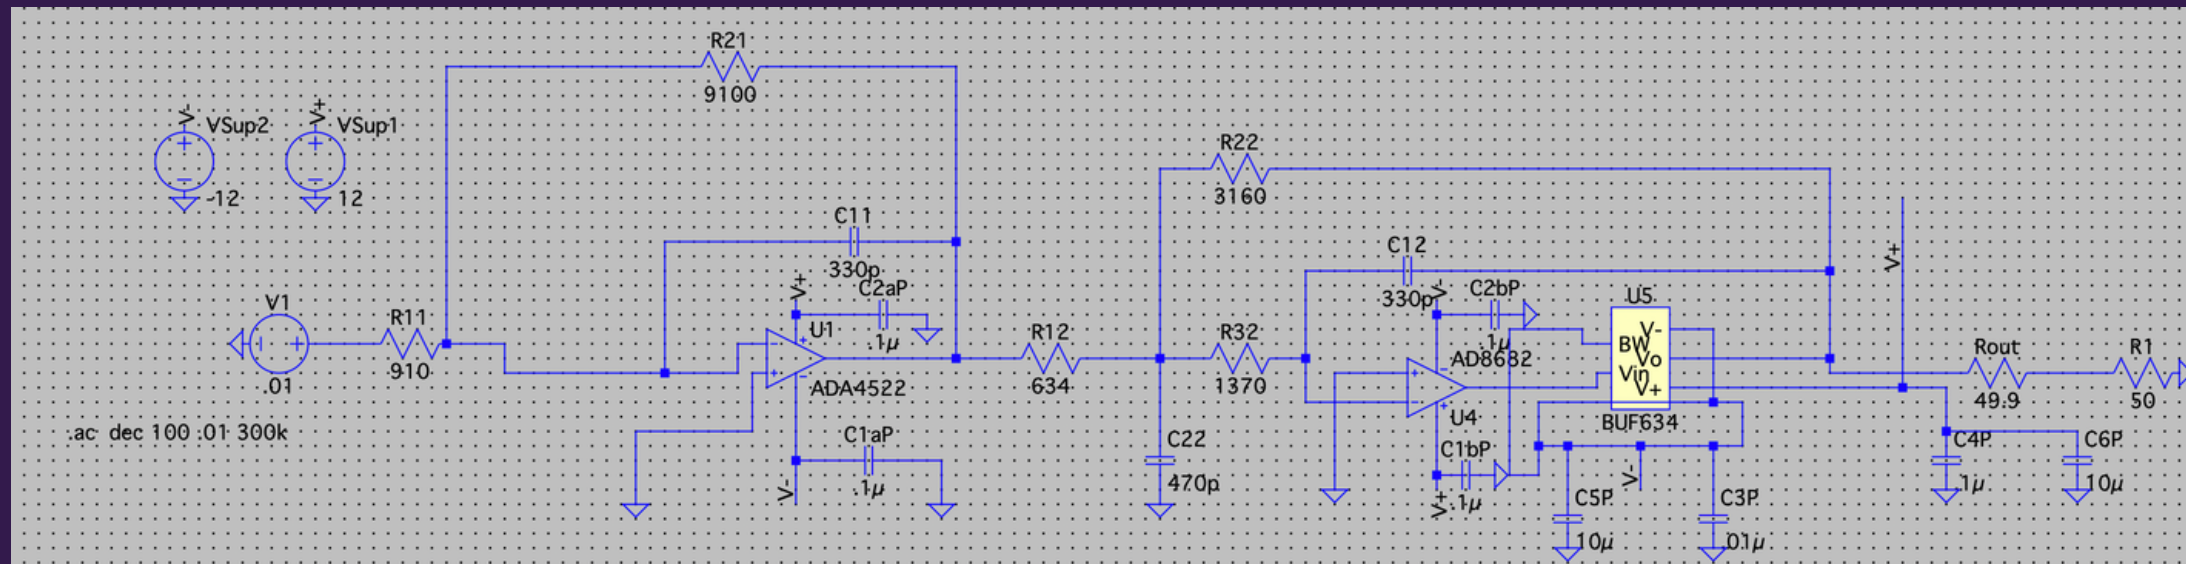 R21
9100
V-
VSup2
-12
V+
VSup1
12
R22
3160
C11
330p
V+
C2aP
.1µ
U1
ADA4522
V1
.01
R11
910
.ac dec 100 .01 300k
C1aP
.1µ
V-
R12
634
R32
1370
C22
470p
C12
330p
V-
C2bP
.1µ
AD8682
U4
C1bP
.1µ
V+
U5
V-
BW
Vo
Vin
V+
BUF634
C5P
10µ
V-
C3P
.01µ
V+
Rout
49.9
R1
50
C4P
.1µ
C6P
10µ